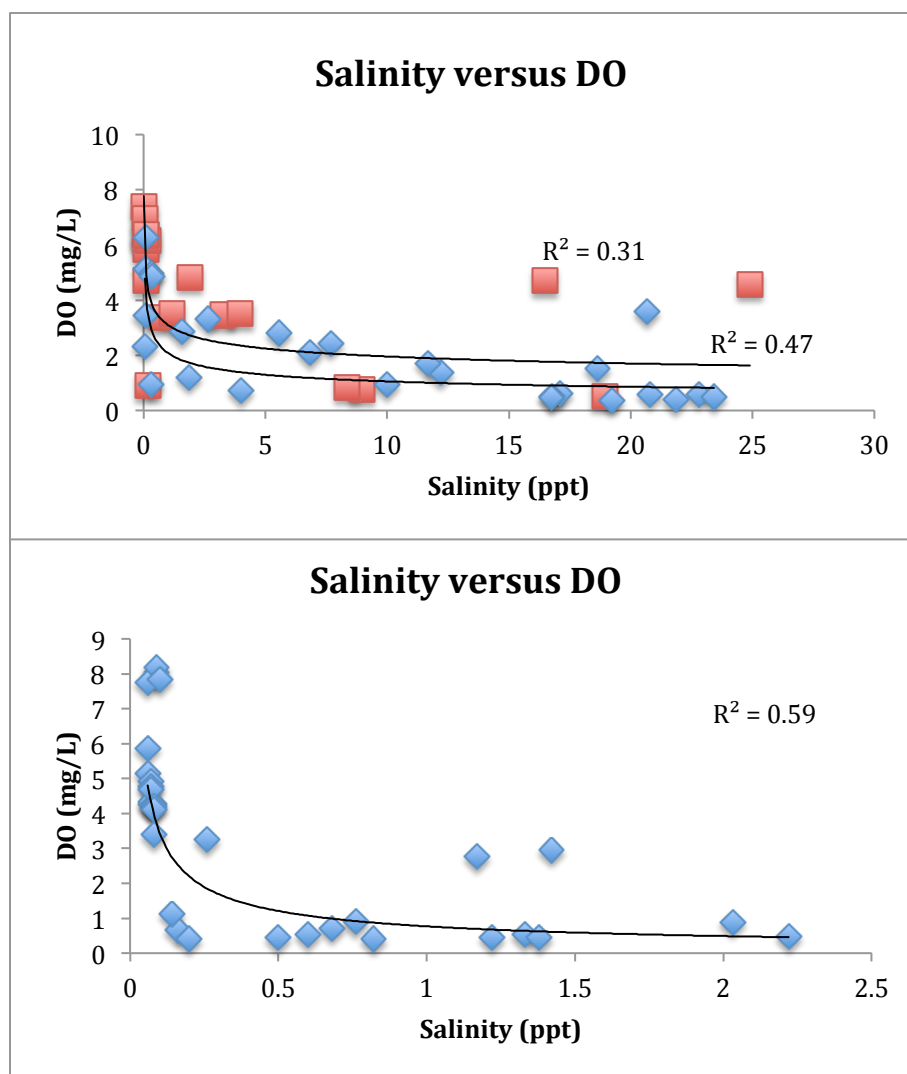 Salinity versus DO
10
8
6
4
2
0
DO (mg/L)
R² = 0.31
R² = 0.47
0 5 10 15 20 25 30
Salinity (ppt)
Salinity versus DO
9
8
7
6
5
4
3
2
1
0
DO (mg/L)
R² = 0.59
0 0.5 1 1.5 2 2.5
Salinity (ppt)